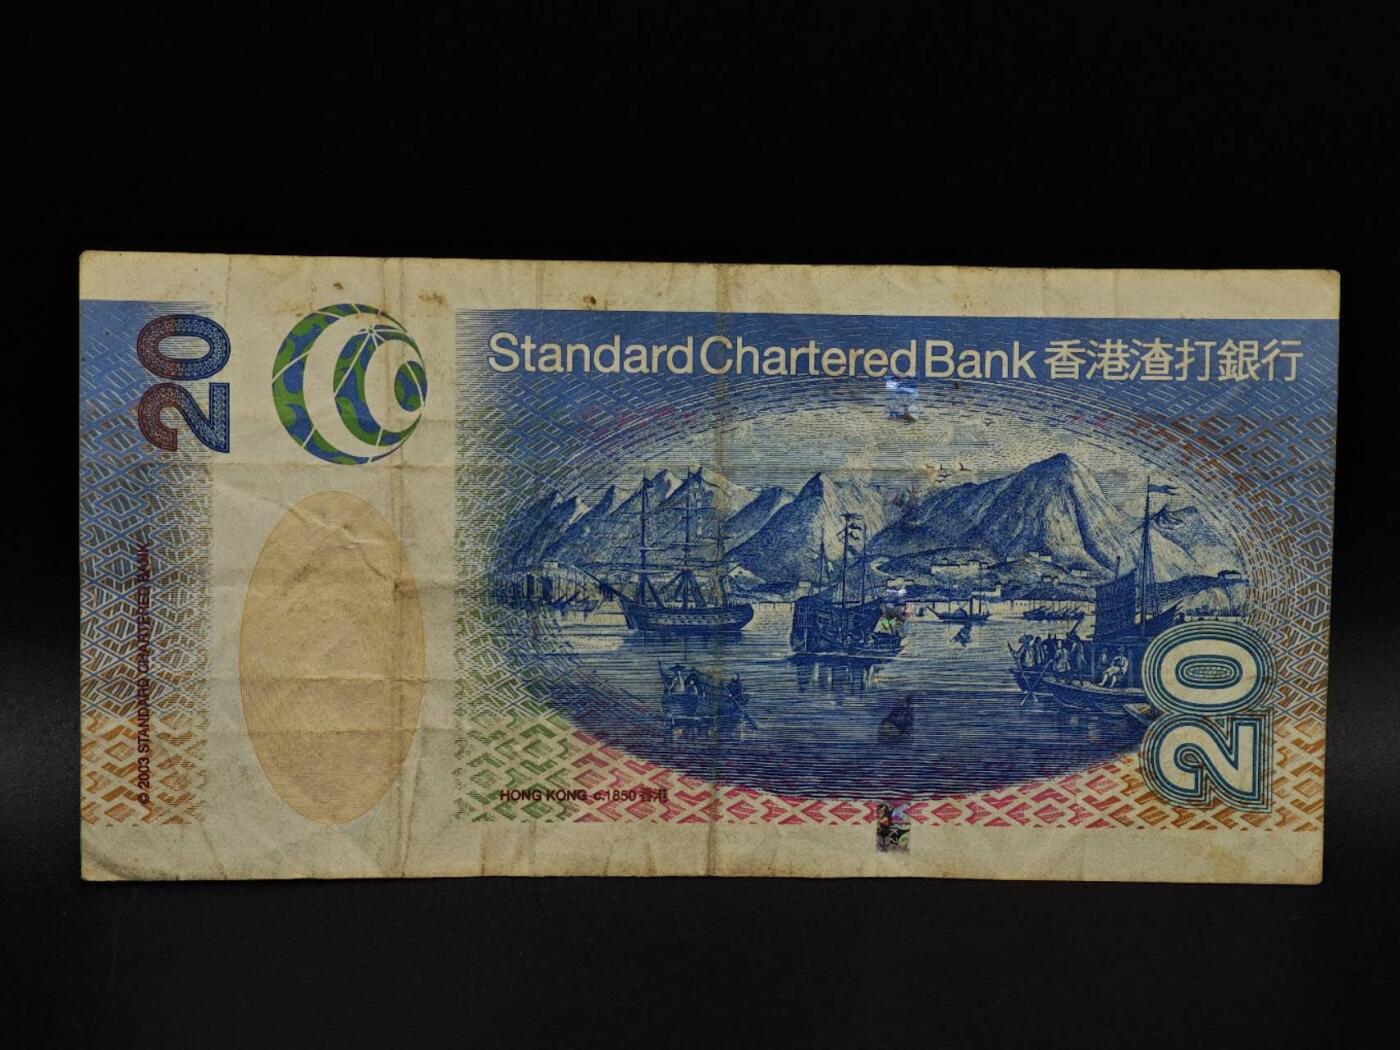 20
© 2003 STANDARD CHARTERED BANK
Standard Chartered Bank 香港渣打銀行
HONG KONG c.1850 香港
20